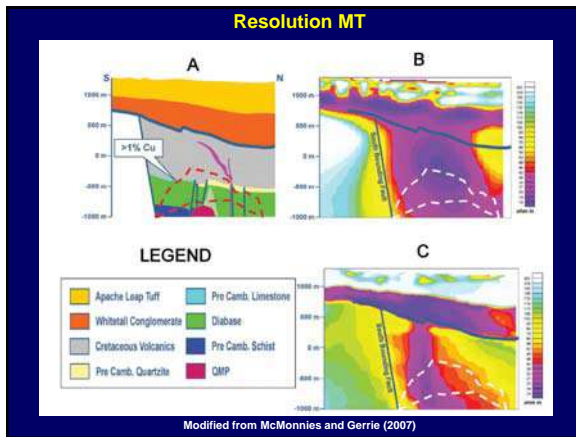 Resolution MT
A
S
N
1000 m
500 m
0 m
-500 m
-1000 m
>1% Cu
B
1000 m
500 m
0 m
-500 m
-1000 m
South Bounding Fault
ohm m
LEGEND
Apache Leap Tuff
Whitetail Conglomerate
Cretaceous Volcanics
Pre Camb. Quartzite
Pre Camb. Limestone
Diabase
Pre Camb. Schist
QMP
C
1000
500 m
0 m
-500 m
-1000 m
South Bounding Fault
ohm m
Modified from McMonnies and Gerrie (2007)